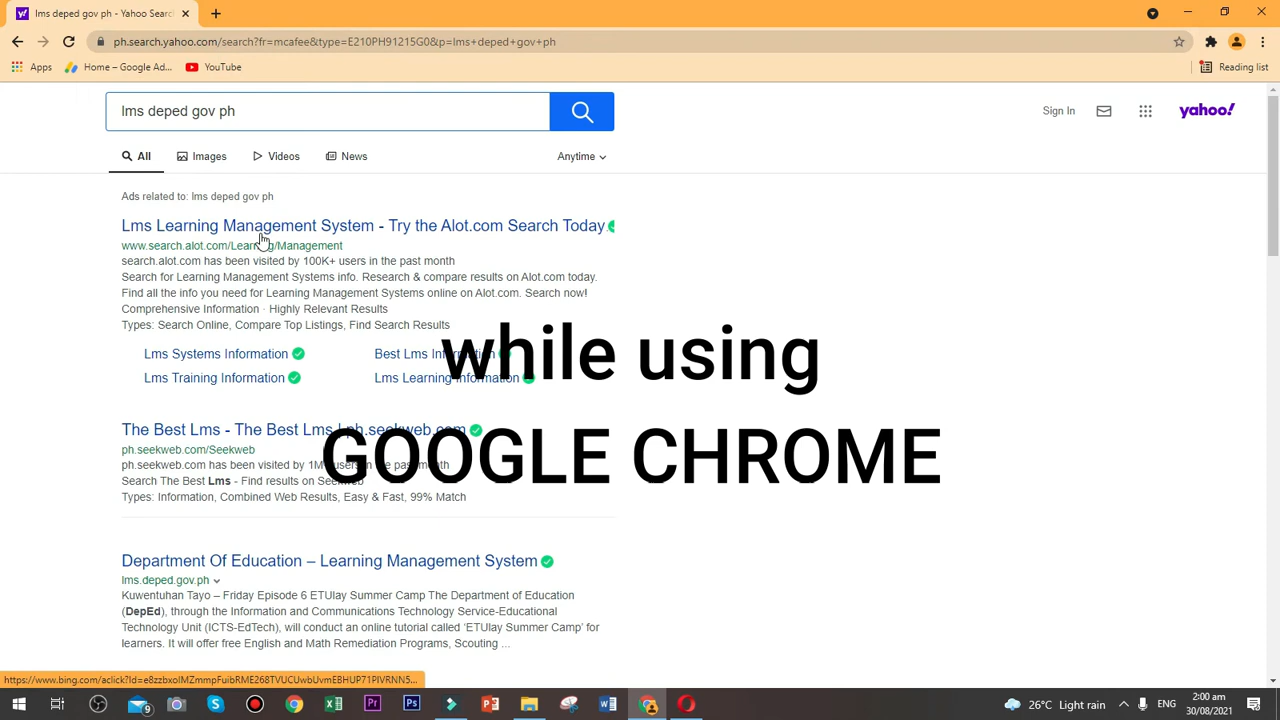 lms deped gov ph - Yahoo Search
ph.search.yahoo.com/search?fr=mcafee&type=E210PH91215G0&p=lms+deped+gov+ph
Apps
Home – Google Ad...
YouTube
Reading list
lms deped gov ph
Sign In
yahoo!
All
Images
Videos
News
Anytime
Ads related to: lms deped gov ph
Lms Learning Management System - Try the Alot.com Search Today
www.search.alot.com/Learning/Management
search.alot.com has been visited by 100K+ users in the past month
Search for Learning Management Systems info. Research & compare results on Alot.com today.
Find all the info you need for Learning Management Systems online on Alot.com. Search now!
Comprehensive Information · Highly Relevant Results
Types: Search Online, Compare Top Listings, Find Search Results
Lms Systems Information
Best Lms Information
Lms Training Information
Lms Learning Information
while using
GOOGLE CHROME
The Best Lms - The Best Lms | ph.seekweb.com
ph.seekweb.com/Seekweb
ph.seekweb.com has been visited by 1M+ users in the past month
Search The Best Lms - Find results on Seekweb
Types: Information, Combined Web Results, Easy & Fast, 99% Match
Department Of Education – Learning Management System
lms.deped.gov.ph
Kuwentuhan Tayo – Friday Episode 6 ETUlay Summer Camp The Department of Education
(DepEd), through the Information and Communications Technology Service-Educational
Technology Unit (ICTS-EdTech), will conduct an online tutorial called 'ETUlay Summer Camp' for
learners. It will offer free English and Math Remediation Programs, Scouting ...
9
26°C Light rain
ENG
2:00 am
30/08/2021